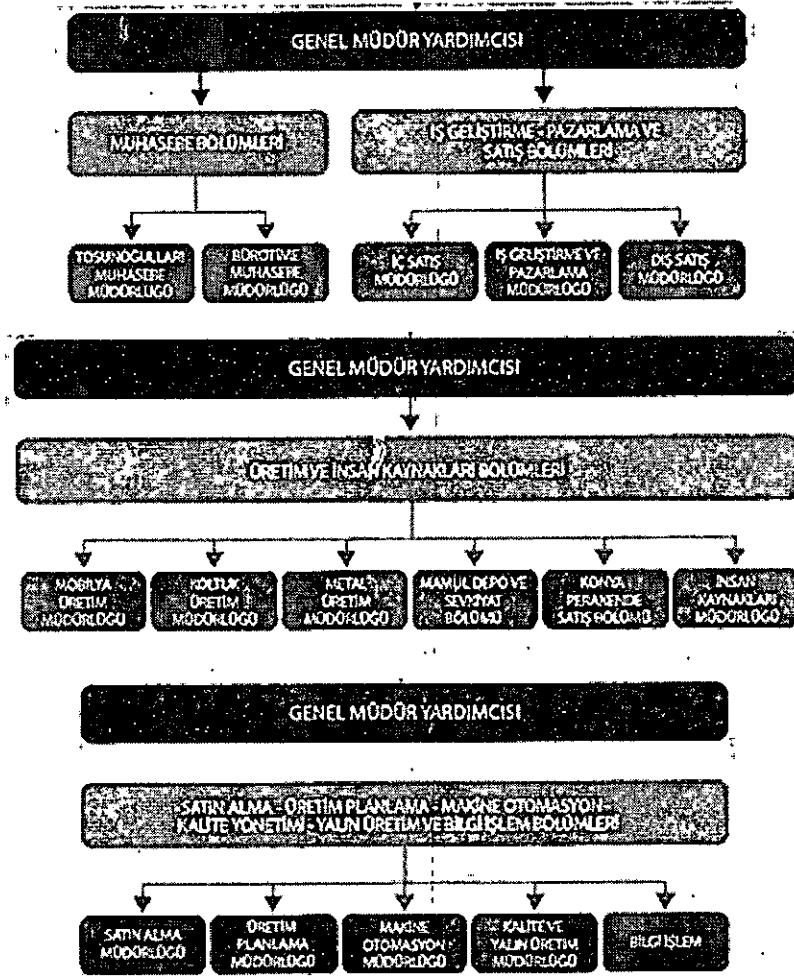 GENEL MÜDÜR YARDIMCISI
MUHASEBE BÖLÜMLERİ
İŞ GELİŞTİRME - PAZARLAMA VE
SATIŞ BÖLÜMLERİ
TOSUNOĞULLARI
MUHASEBE
MÜDÜRLÜĞÜ
BÜROTİME
MUHASEBE
MÜDÜRLÜĞÜ
İÇ SATIŞ
MÜDÜRLÜĞÜ
İŞ GELİŞTİRME VE
PAZARLAMA
MÜDÜRLÜĞÜ
DIŞ SATIŞ
MÜDÜRLÜĞÜ
GENEL MÜDÜR YARDIMCISI
ÜRETİM VE İNSAN KAYNAKLARI BÖLÜMLERİ
MOBİLYA
ÜRETİM
MÜDÜRLÜĞÜ
KOLTUK
ÜRETİM
MÜDÜRLÜĞÜ
METAL
ÜRETİM
MÜDÜRLÜĞÜ
MAMUL DEPO VE
SEVKİYAT
BÖLÜMÜ
KONYA
PERAKENDE
SATIŞ BÖLÜMÜ
İNSAN
KAYNAKLARI
MÜDÜRLÜĞÜ
GENEL MÜDÜR YARDIMCISI
SATIN ALMA - ÜRETİM PLANLAMA - MAKİNE OTOMASYON -
KALİTE YÖNETİMİ - YALIN ÜRETİM VE BİLGİ İŞLEM BÖLÜMLERİ
SATIN ALMA
MÜDÜRLÜĞÜ
ÜRETİM
PLANLAMA
MÜDÜRLÜĞÜ
MAKİNE
OTOMASYON
MÜDÜRLÜĞÜ
KALİTE VE
YALIN ÜRETİM
MÜDÜRLÜĞÜ
BİLGİ İŞLEM